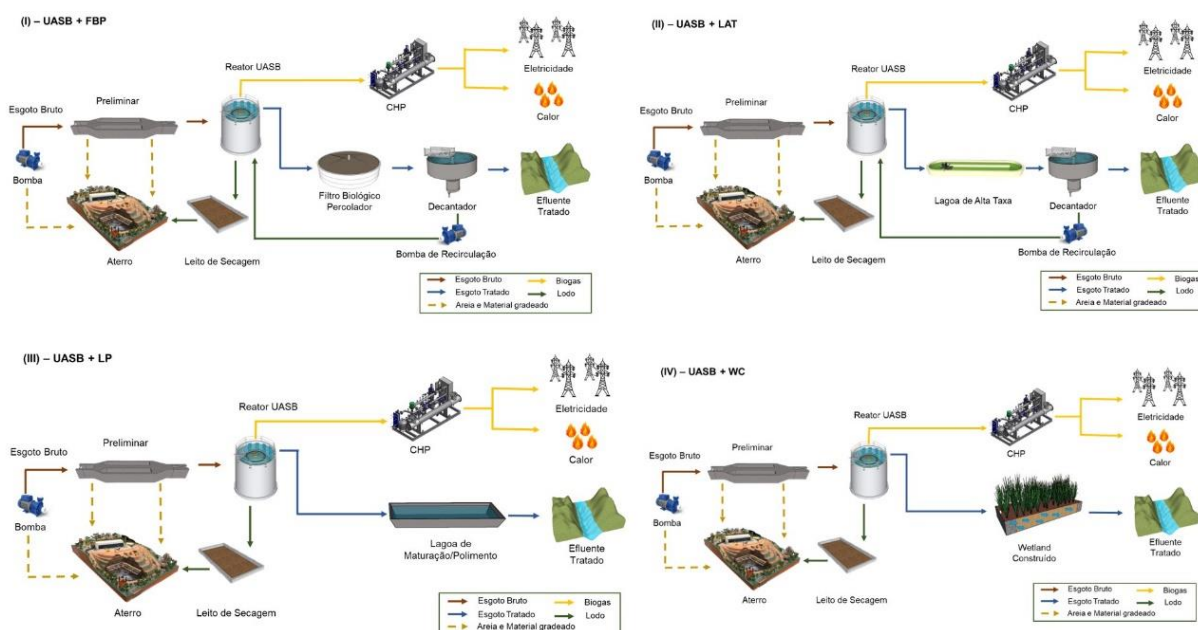 (I) – UASB + FBP
Reator UASB
CHP
Eletricidade
Calor
Esgoto Bruto
Preliminar
Bomba
Filtro Biológico
Percolador
Decantador
Efluente
Tratado
Aterro
Leito de Secagem
Bomba de Recirculação
Esgoto Bruto
Biogas
Esgoto Tratado
Lodo
Areia e Material gradeado
(II) – UASB + LAT
Reator UASB
CHP
Eletricidade
Calor
Esgoto Bruto
Preliminar
Bomba
Lagoa de Alta Taxa
Decantador
Efluente
Tratado
Aterro
Leito de Secagem
Bomba de Recirculação
Esgoto Bruto
Biogas
Esgoto Tratado
Lodo
Areia e Material gradeado
(III) – UASB + LP
Reator UASB
CHP
Eletricidade
Calor
Esgoto Bruto
Preliminar
Bomba
Lagoa de
Maturação/Polimento
Efluente
Tratado
Aterro
Leito de Secagem
Esgoto Bruto
Biogas
Esgoto Tratado
Lodo
Areia e Material gradeado
(IV) – UASB + WC
Reator UASB
CHP
Eletricidade
Calor
Esgoto Bruto
Preliminar
Bomba
Wetland
Construído
Efluente
Tratado
Aterro
Leito de Secagem
Esgoto Bruto
Biogas
Esgoto Tratado
Lodo
Areia e Material gradeado